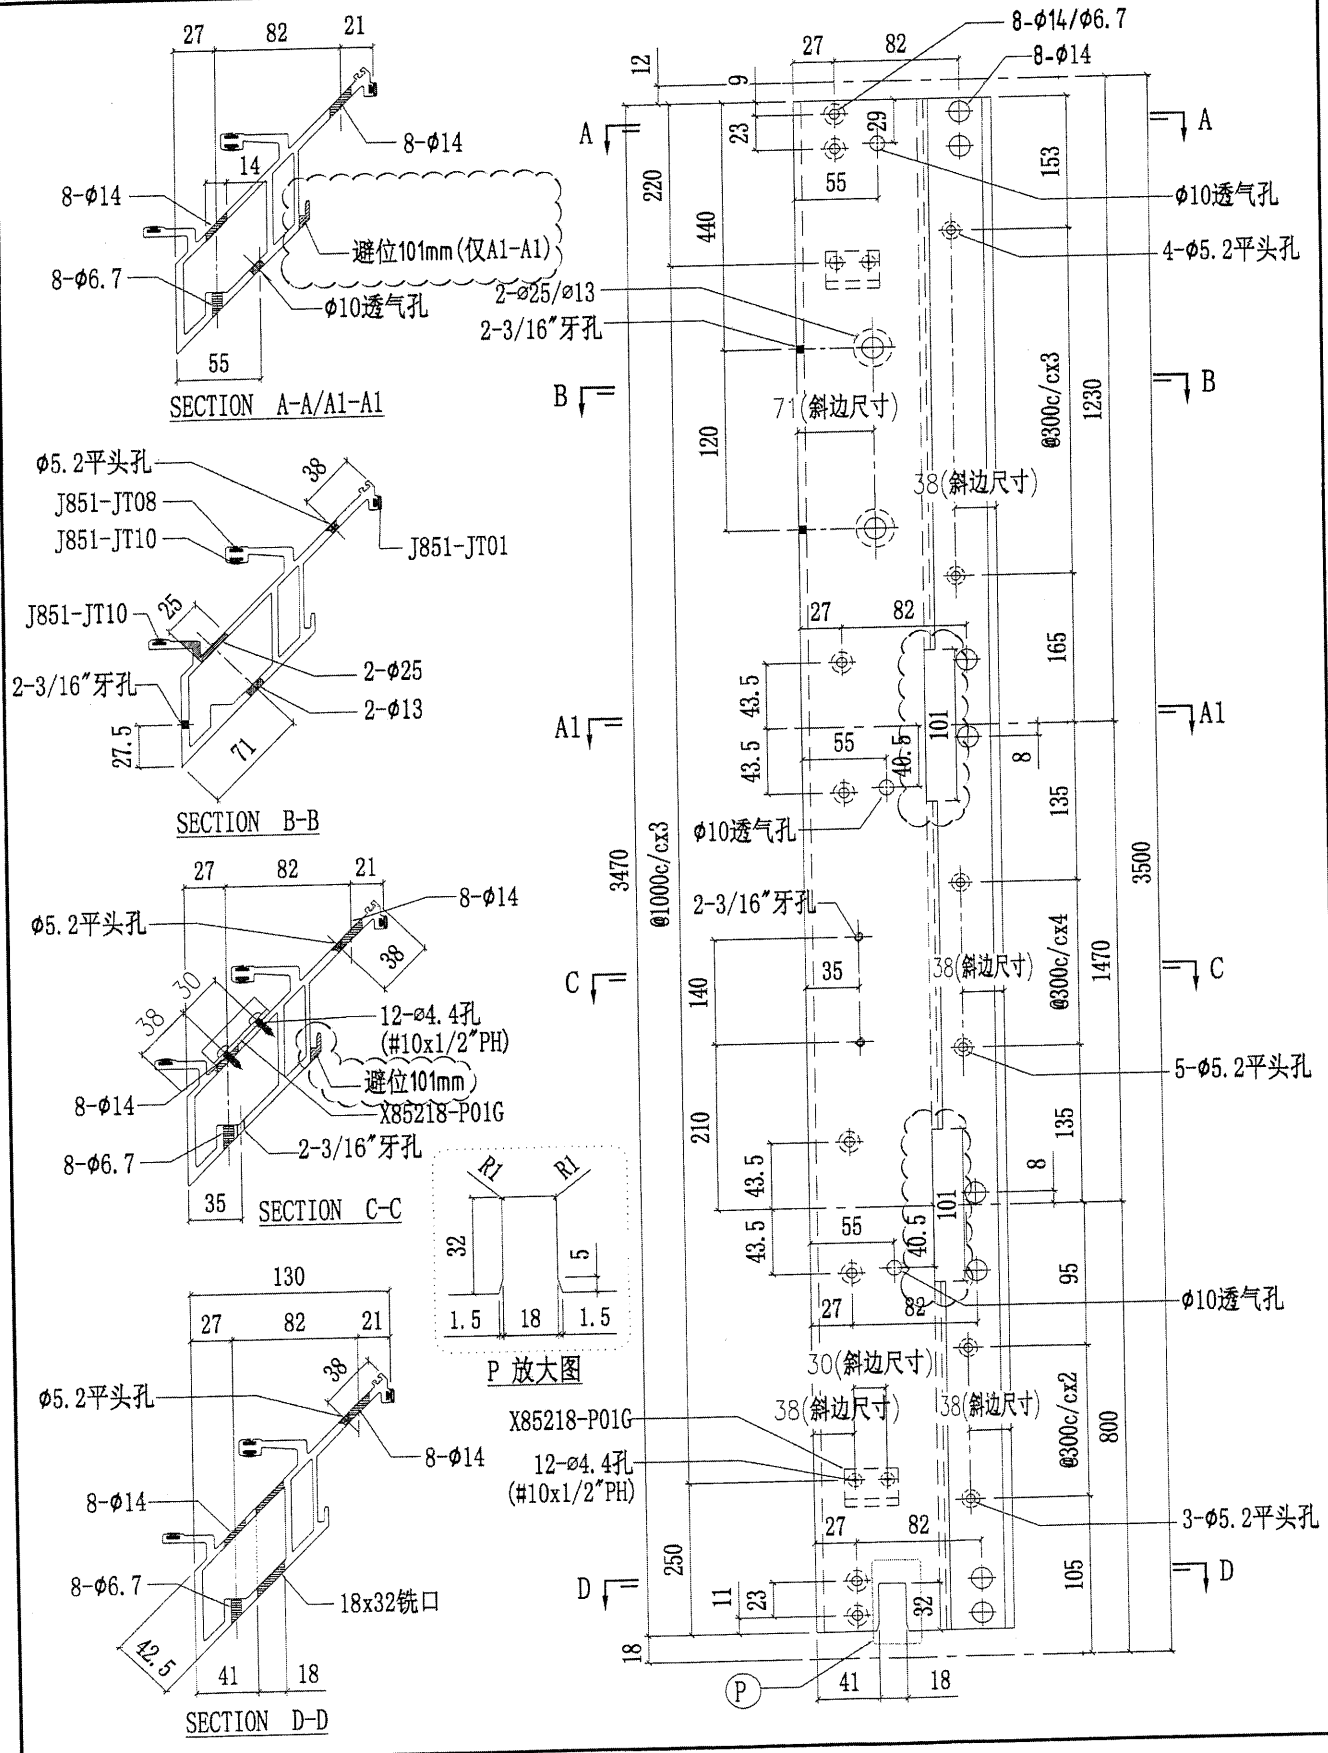 27
82
21
8-ϕ14
14
8-ϕ14
避位101mm(仅A1-A1)
8-ϕ6.7
ϕ10透气孔
55
SECTION A-A/A1-A1
ϕ5.2平头孔
38
J851-JT08
J851-JT10
J851-JT01
J851-JT10
25
2-ϕ25
2-3/16″牙孔
2-ϕ13
27.5
71
SECTION B-B
27
82
21
8-ϕ14
ϕ5.2平头孔
38
30
38
12-ø4.4孔
(#10x1/2″PH)
避位101mm
8-ϕ14
X85218-P01G
2-3/16″牙孔
8-ϕ6.7
35
SECTION C-C
R1
R1
32
5
1.5
18
1.5
P 放大图
130
27
82
21
38
ϕ5.2平头孔
8-ϕ14
8-ϕ14
8-ϕ6.7
18x32铣口
42.5
41
18
SECTION D-D
8-ϕ14/ϕ6.7
27
82
8-ϕ14
12
9
A
A
23
29
153
220
55
ϕ10透气孔
440
4-ϕ5.2平头孔
2-ø25/ø13
2-3/16″牙孔
@300c/cx3
1230
B
B
71(斜边尺寸)
120
38(斜边尺寸)
27
82
165
43.5
A1
A1
101
55
40.5
8
43.5
135
ϕ10透气孔
3470
@1000c/cx3
3500
2-3/16″牙孔
@300c/cx4
1470
35
38(斜边尺寸)
C
C
140
5-ϕ5.2平头孔
210
135
43.5
8
101
55
40.5
43.5
95
27
82
ϕ10透气孔
30(斜边尺寸)
X85218-P01G
38(斜边尺寸)
38(斜边尺寸)
@300c/cx2
800
12-ø4.4孔
(#10x1/2″PH)
3-ϕ5.2平头孔
27
82
250
D
D
105
11
23
32
18
P
41
18